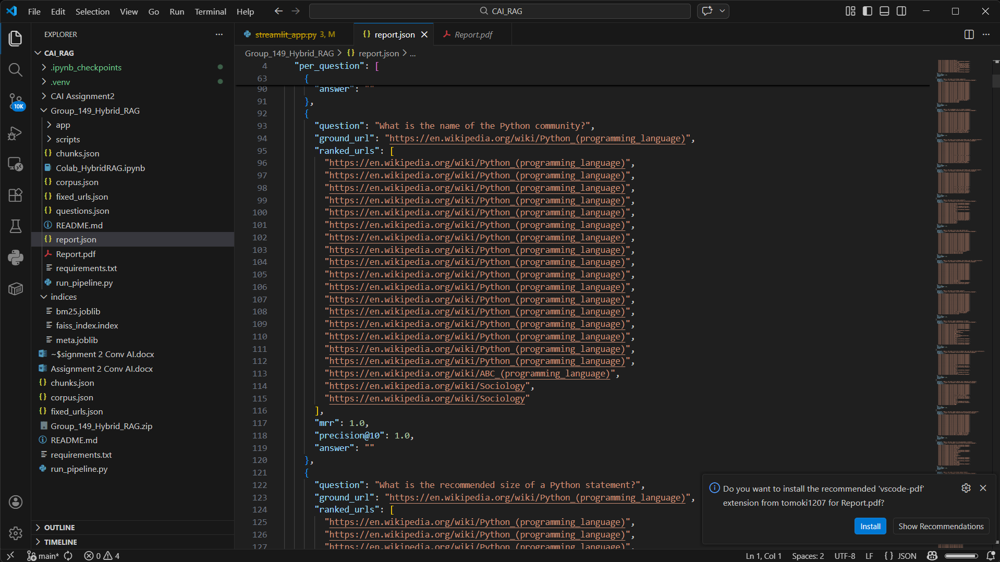 File Edit Selection View Go Run Terminal Help
CAI_RAG
EXPLORER
CAI_RAG
.ipynb_checkpoints
.venv
CAI Assignment2
Group_149_Hybrid_RAG
app
scripts
chunks.json
Colab_HybridRAG.ipynb
corpus.json
fixed_urls.json
questions.json
README.md
report.json
Report.pdf
requirements.txt
run_pipeline.py
indices
bm25.joblib
faiss_index.index
meta.joblib
~$signment 2 Conv AI.docx
Assignment 2 Conv AI.docx
chunks.json
corpus.json
fixed_urls.json
Group_149_Hybrid_RAG.zip
README.md
requirements.txt
run_pipeline.py
OUTLINE
TIMELINE
10K
streamlit_app.py 3, M
report.json
Report.pdf
Group_149_Hybrid_RAG > {} report.json > ...
4 "per_question": [
63 {
90 "answer": ""
91 },
92 {
93 "question": "What is the name of the Python community?",
94 "ground_url": "https://en.wikipedia.org/wiki/Python_(programming_language)",
95 "ranked_urls": [
96 "https://en.wikipedia.org/wiki/Python_(programming_language)",
97 "https://en.wikipedia.org/wiki/Python_(programming_language)",
98 "https://en.wikipedia.org/wiki/Python_(programming_language)",
99 "https://en.wikipedia.org/wiki/Python_(programming_language)",
100 "https://en.wikipedia.org/wiki/Python_(programming_language)",
101 "https://en.wikipedia.org/wiki/Python_(programming_language)",
102 "https://en.wikipedia.org/wiki/Python_(programming_language)",
103 "https://en.wikipedia.org/wiki/Python_(programming_language)",
104 "https://en.wikipedia.org/wiki/Python_(programming_language)",
105 "https://en.wikipedia.org/wiki/Python_(programming_language)",
106 "https://en.wikipedia.org/wiki/Python_(programming_language)",
107 "https://en.wikipedia.org/wiki/Python_(programming_language)",
108 "https://en.wikipedia.org/wiki/Python_(programming_language)",
109 "https://en.wikipedia.org/wiki/Python_(programming_language)",
110 "https://en.wikipedia.org/wiki/Python_(programming_language)",
111 "https://en.wikipedia.org/wiki/Python_(programming_language)",
112 "https://en.wikipedia.org/wiki/Python_(programming_language)",
113 "https://en.wikipedia.org/wiki/ABC_(programming_language)",
114 "https://en.wikipedia.org/wiki/Sociology",
115 "https://en.wikipedia.org/wiki/Sociology"
116 ],
117 "mrr": 1.0,
118 "precision@10": 1.0,
119 "answer": ""
120 },
121 {
122 "question": "What is the recommended size of a Python statement?",
123 "ground_url": "https://en.wikipedia.org/wiki/Python_(programming_language)",
124 "ranked_urls": [
125 "https://en.wikipedia.org/wiki/Python_(programming_language)",
126 "https://en.wikipedia.org/wiki/Python_(programming_language)",
127 "https://en.wikipedia.org/wiki/Python_(programming_language)",
Do you want to install the recommended 'vscode-pdf'
extension from tomoki1207 for Report.pdf?
Install
Show Recommendations
main* 0 4
Ln 1, Col 1 Spaces: 2 UTF-8 LF {} JSON